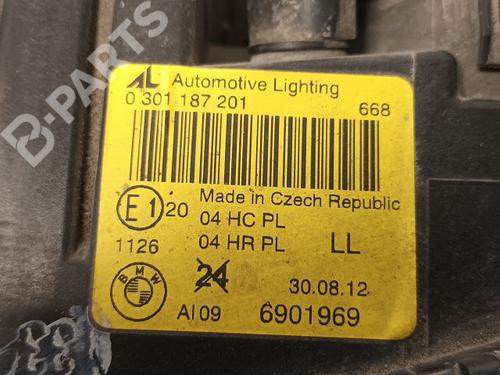 B-PARTS
AL Automotive Lighting
0 301 187 201 668
E1 20 Made in Czech Republic
04 HC PL
1126 04 HR PL LL
BMW 24 30.08.12
AI 09 6901969